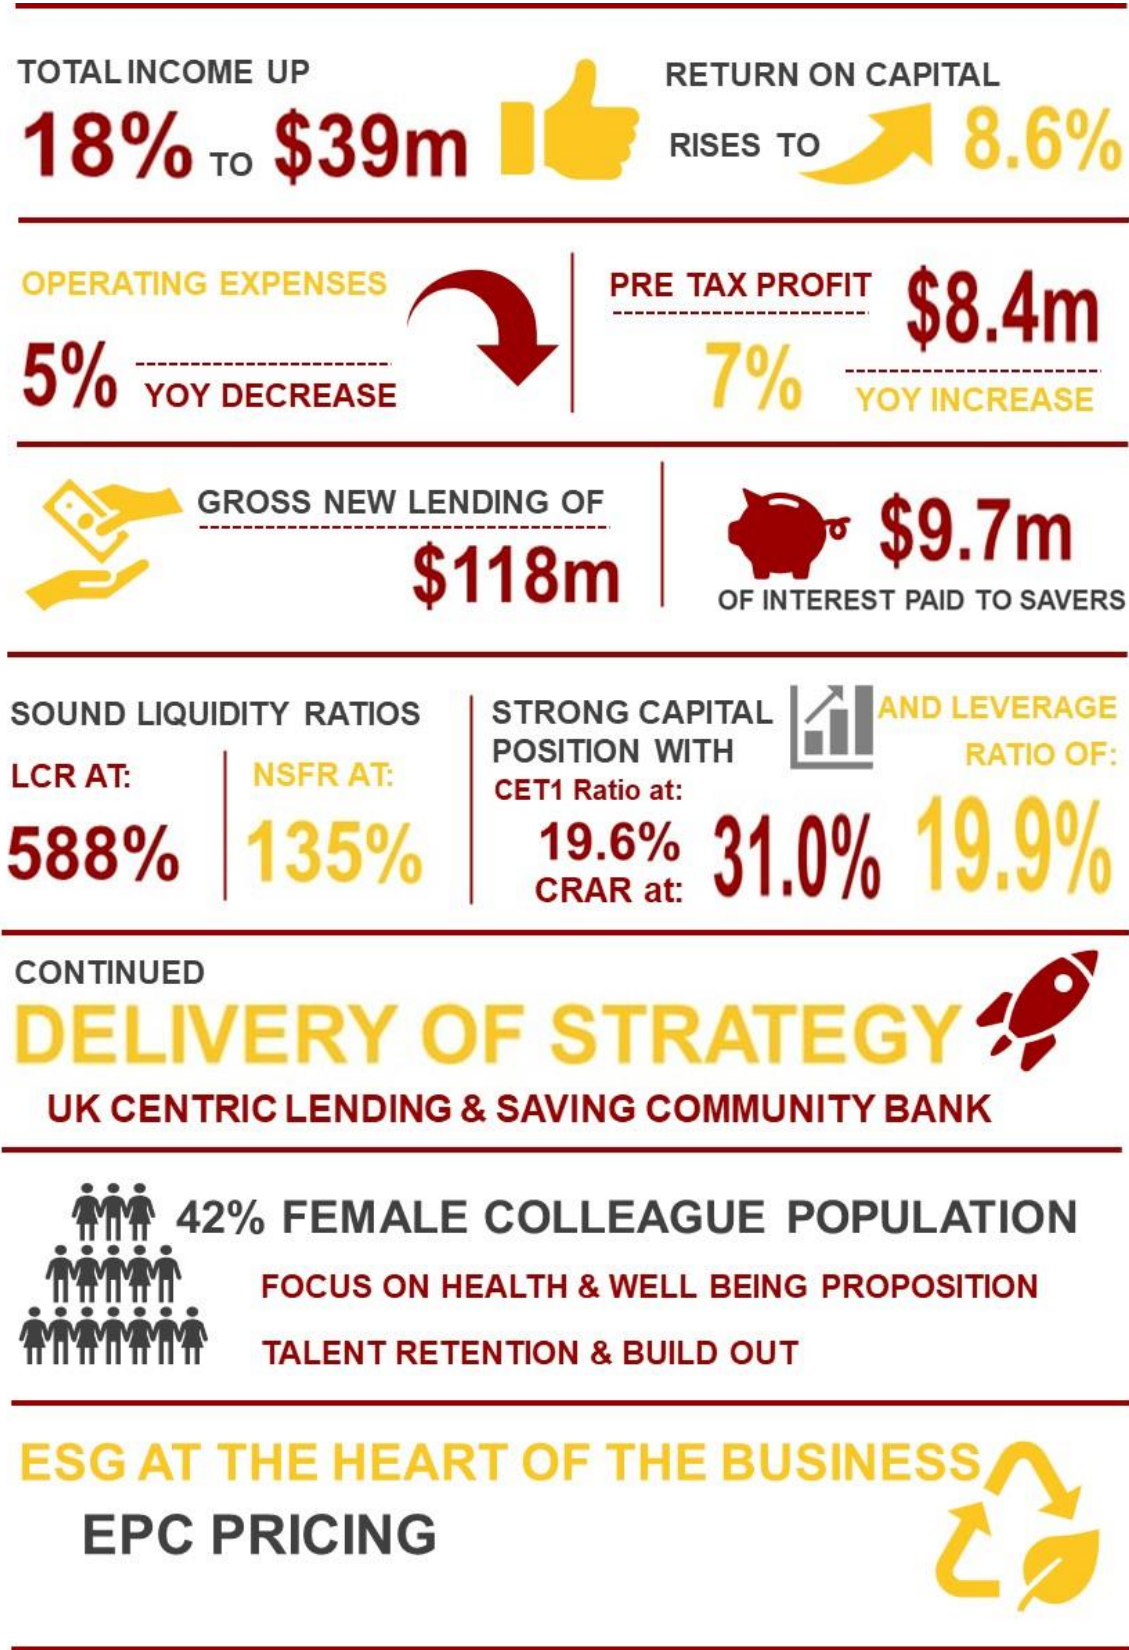 TOTAL INCOME UP
18% TO $39m
RETURN ON CAPITAL
RISES TO 8.6%
OPERATING EXPENSES
5% YOY DECREASE
PRE TAX PROFIT $8.4m
7% YOY INCREASE
GROSS NEW LENDING OF
$118m
$9.7m
OF INTEREST PAID TO SAVERS
SOUND LIQUIDITY RATIOS
LCR AT:
588%
NSFR AT:
135%
STRONG CAPITAL
POSITION WITH
CET1 Ratio at:
19.6%
CRAR at: 31.0%
AND LEVERAGE
RATIO OF:
19.9%
CONTINUED
DELIVERY OF STRATEGY
UK CENTRIC LENDING & SAVING COMMUNITY BANK
42% FEMALE COLLEAGUE POPULATION
FOCUS ON HEALTH & WELL BEING PROPOSITION
TALENT RETENTION & BUILD OUT
ESG AT THE HEART OF THE BUSINESS
EPC PRICING